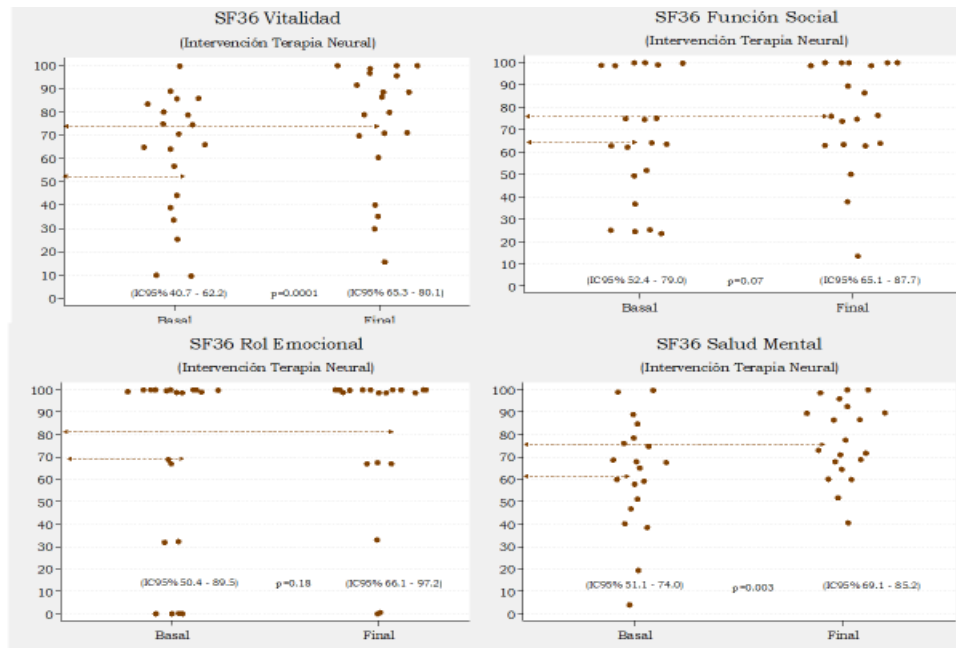 SF36 Vitalidad
(Intervención Terapia Neural)
100
90
80
70
60
50
40
30
20
10
0
(IC95% 40.7 - 62.2) p=0.0001 (IC95% 65.3 - 80.1)
Basal Final
SF36 Función Social
(Intervención Terapia Neural)
100
90
80
70
60
50
40
30
20
10
0
(IC95% 52.4 - 79.0) p=0.07 (IC95% 65.1 - 87.7)
Basal Final
SF36 Rol Emocional
(Intervención Terapia Neural)
100
90
80
70
60
50
40
30
20
10
0
(IC95% 50.4 - 89.5) p=0.18 (IC95% 66.1 - 97.2)
Basal Final
SF36 Salud Mental
(Intervención Terapia Neural)
100
90
80
70
60
50
40
30
20
10
0
(IC95% 51.1 - 74.0) p=0.003 (IC95% 69.1 - 85.2)
Basal Final